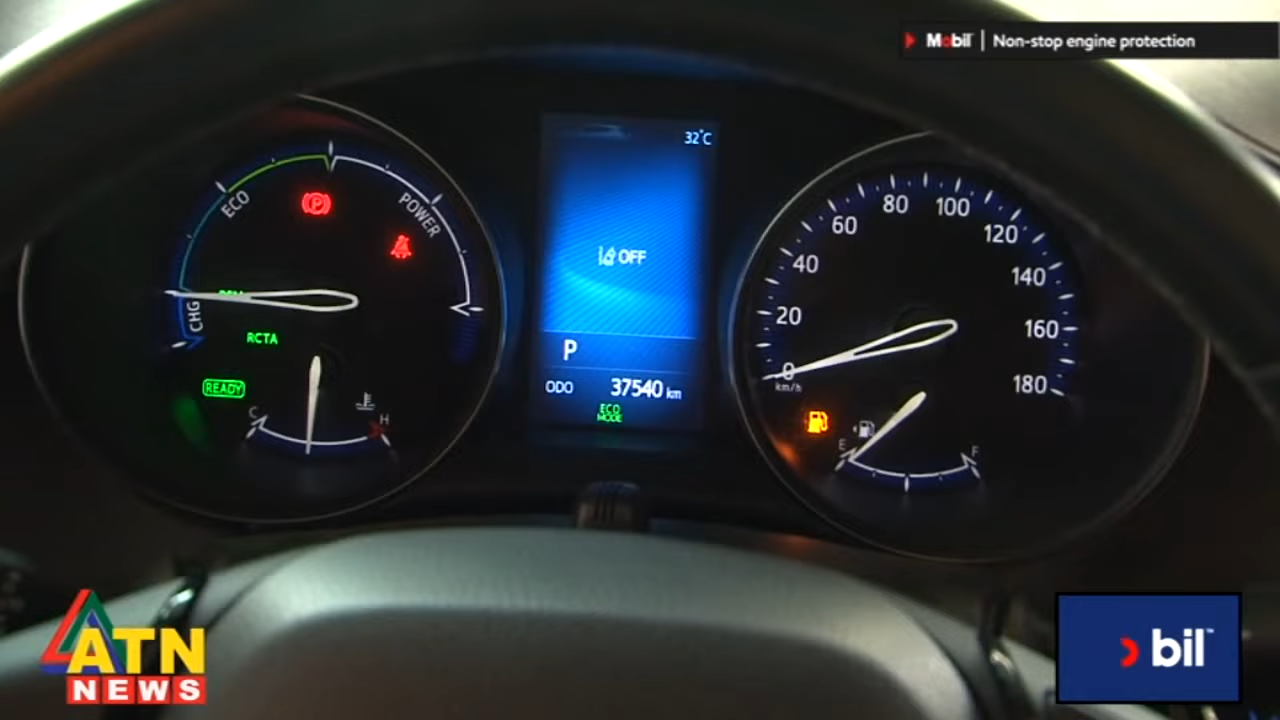 Mobil | Non-stop engine protection
32°C
ECO
POWER
CHG
RCTA
READY
C
H
OFF
P
ODO 37540 km
ECO
MODE
0
20
40
60
80
100
120
140
160
180
km/h
E
F
ATN
NEWS
bil™